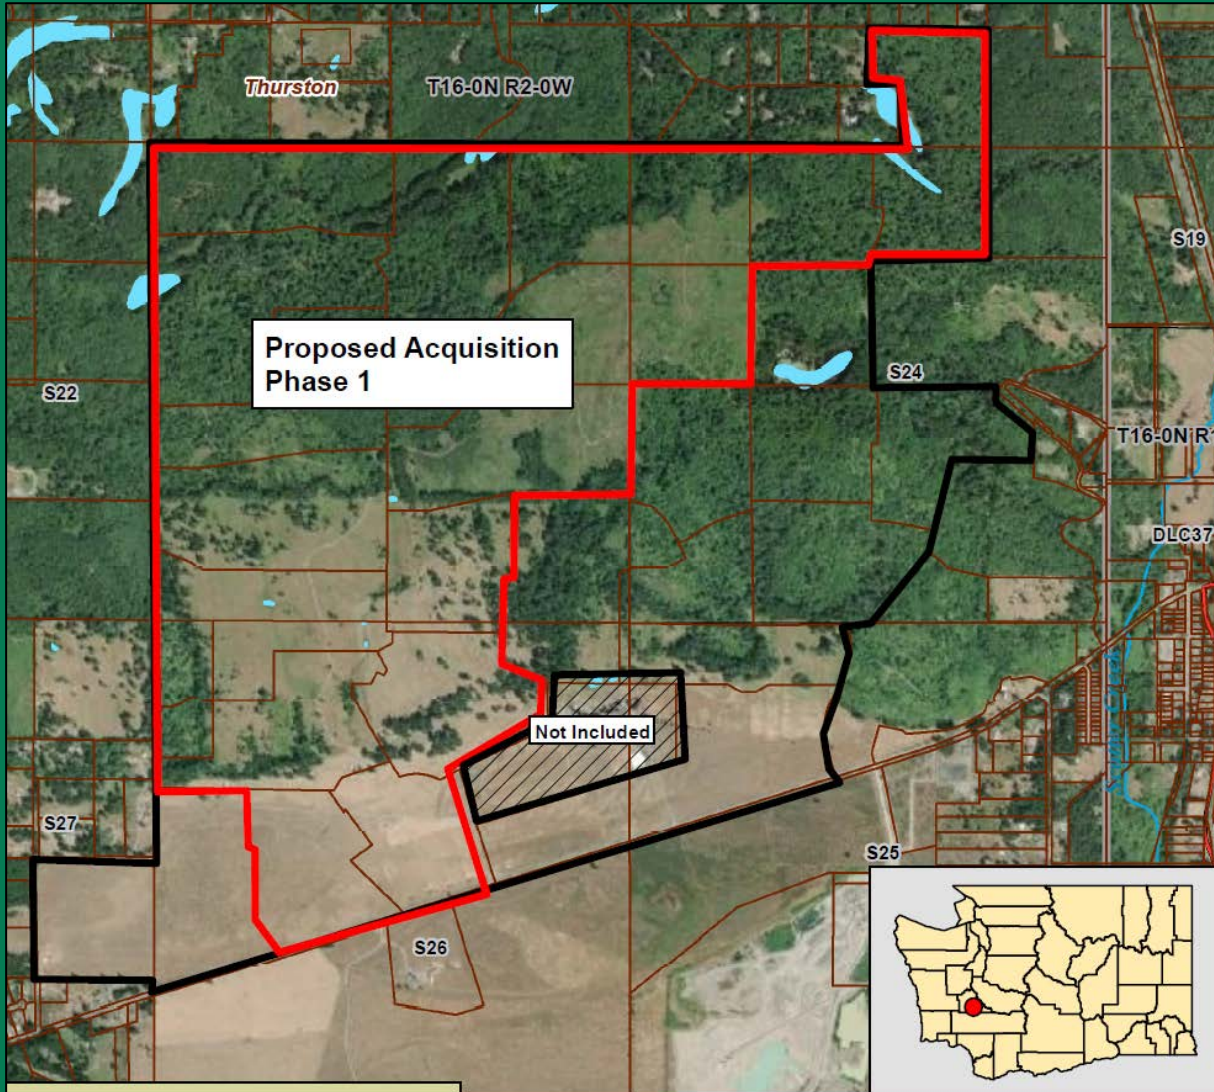 Thurston
T16-0N R2-0W
S19
Proposed Acquisition
Phase 1
S22
S24
T16-0N R1
DLC37
Not Included
S27
S25
S26